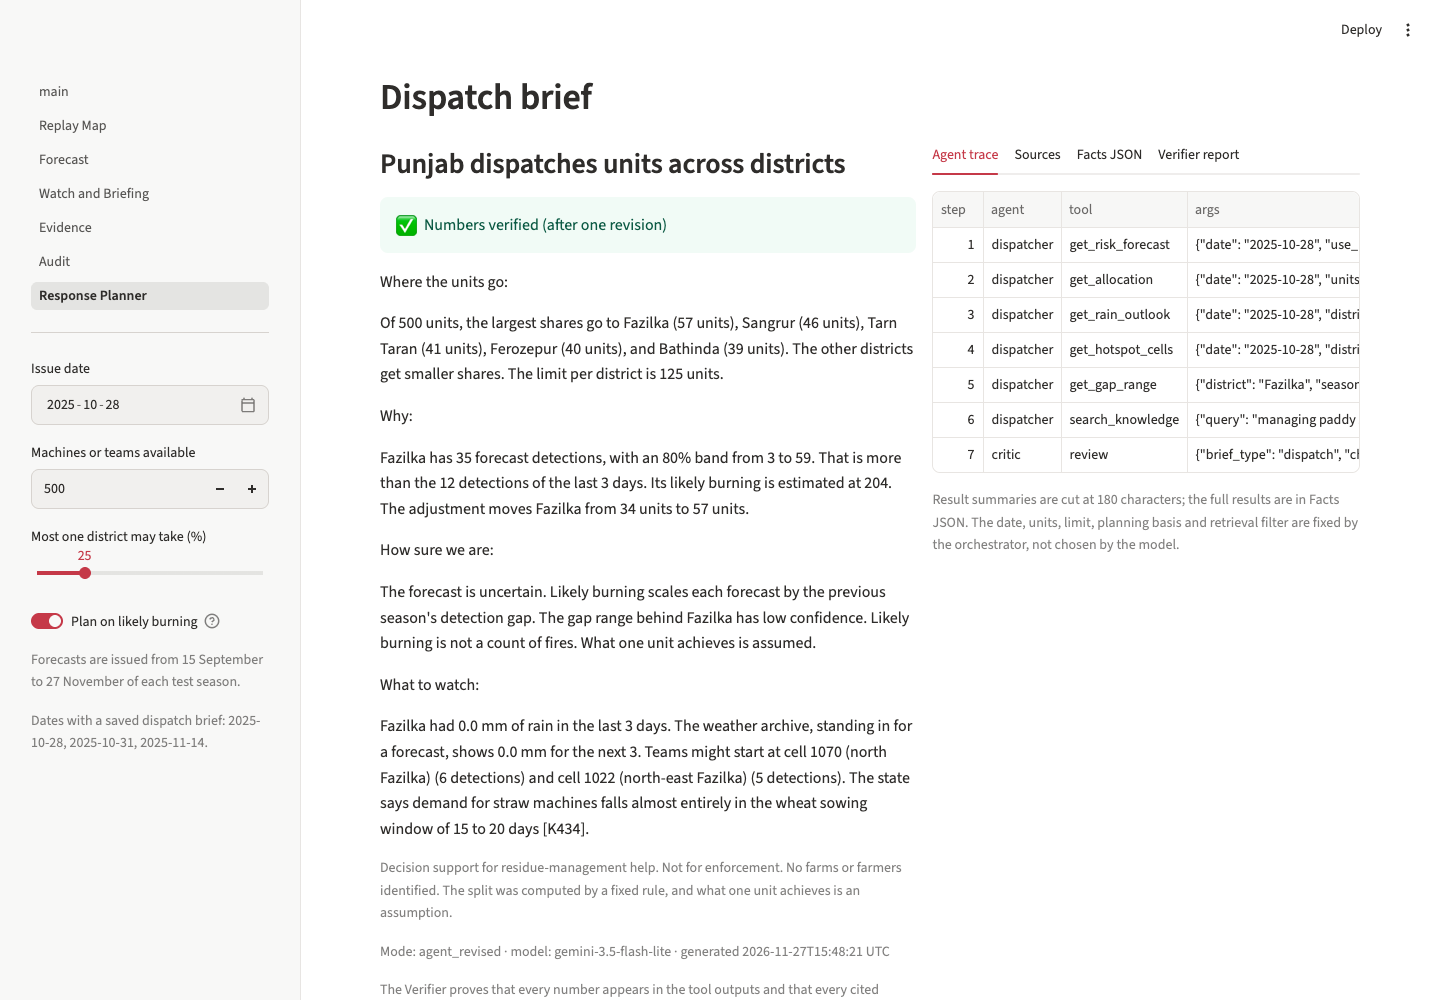 Deploy
main
Replay Map
Forecast
Watch and Briefing
Evidence
Audit
Response Planner
Issue date
2025-10-28
Machines or teams available
500
Most one district may take (%)
25
Plan on likely burning
Forecasts are issued from 15 September
to 27 November of each test season.
Dates with a saved dispatch brief: 2025-
10-28, 2025-10-31, 2025-11-14.
Dispatch brief
Punjab dispatches units across districts
Numbers verified (after one revision)
Where the units go:
Of 500 units, the largest shares go to Fazilka (57 units), Sangrur (46 units), Tarn
Taran (41 units), Ferozepur (40 units), and Bathinda (39 units). The other districts
get smaller shares. The limit per district is 125 units.
Why:
Fazilka has 35 forecast detections, with an 80% band from 3 to 59. That is more
than the 12 detections of the last 3 days. Its likely burning is estimated at 204.
The adjustment moves Fazilka from 34 units to 57 units.
How sure we are:
The forecast is uncertain. Likely burning scales each forecast by the previous
season's detection gap. The gap range behind Fazilka has low confidence. Likely
burning is not a count of fires. What one unit achieves is assumed.
What to watch:
Fazilka had 0.0 mm of rain in the last 3 days. The weather archive, standing in for
a forecast, shows 0.0 mm for the next 3. Teams might start at cell 1070 (north
Fazilka) (6 detections) and cell 1022 (north-east Fazilka) (5 detections). The state
says demand for straw machines falls almost entirely in the wheat sowing
window of 15 to 20 days [K434].
Decision support for residue-management help. Not for enforcement. No farms or farmers
identified. The split was computed by a fixed rule, and what one unit achieves is an
assumption.
Mode: agent_revised · model: gemini-3.5-flash-lite · generated 2026-11-27T15:48:21 UTC
The Verifier proves that every number appears in the tool outputs and that every cited
Agent trace Sources Facts JSON Verifier report
step agent tool args
1 dispatcher get_risk_forecast {"date": "2025-10-28", "use_
2 dispatcher get_allocation {"date": "2025-10-28", "units
3 dispatcher get_rain_outlook {"date": "2025-10-28", "distri
4 dispatcher get_hotspot_cells {"date": "2025-10-28", "distri
5 dispatcher get_gap_range {"district": "Fazilka", "season
6 dispatcher search_knowledge {"query": "managing paddy
7 critic review {"brief_type": "dispatch", "cl
Result summaries are cut at 180 characters; the full results are in Facts
JSON. The date, units, limit, planning basis and retrieval filter are fixed by
the orchestrator, not chosen by the model.